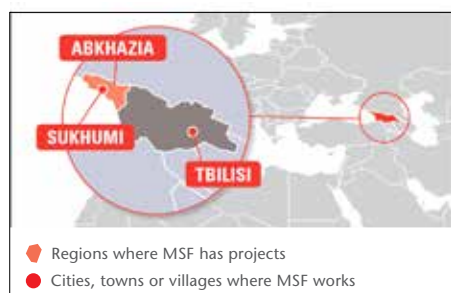 ABKHAZIA
SUKHUMI
TBILISI
Regions where MSF has projects
Cities, towns or villages where MSF works